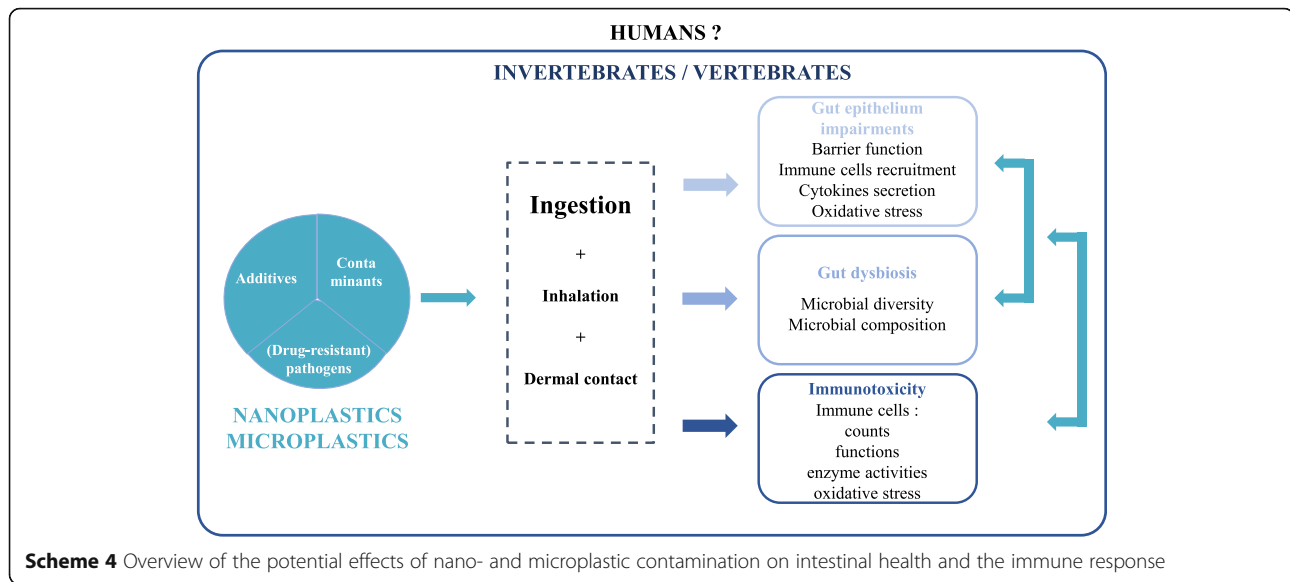 HUMANS ?
INVERTEBRATES / VERTEBRATES
Additives
Conta
minants
(Drug-resistant)
pathogens
NANOPLASTICS
MICROPLASTICS
Ingestion
+
Inhalation
+
Dermal contact
Gut epithelium
impairments
Barrier function
Immune cells recruitment
Cytokines secretion
Oxidative stress
Gut dysbiosis
Microbial diversity
Microbial composition
Immunotoxicity
Immune cells :
counts
functions
enzyme activities
oxidative stress
Scheme 4 Overview of the potential effects of nano- and microplastic contamination on intestinal health and the immune response